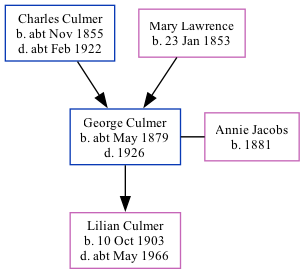 Charles Culmer
b. abt Nov 1855
d. abt Feb 1922
Mary Lawrence
b. 23 Jan 1853
George Culmer
b. abt May 1879
d. 1926
Annie Jacobs
b. 1881
Lilian Culmer
b. 10 Oct 1903
d. abt May 1966